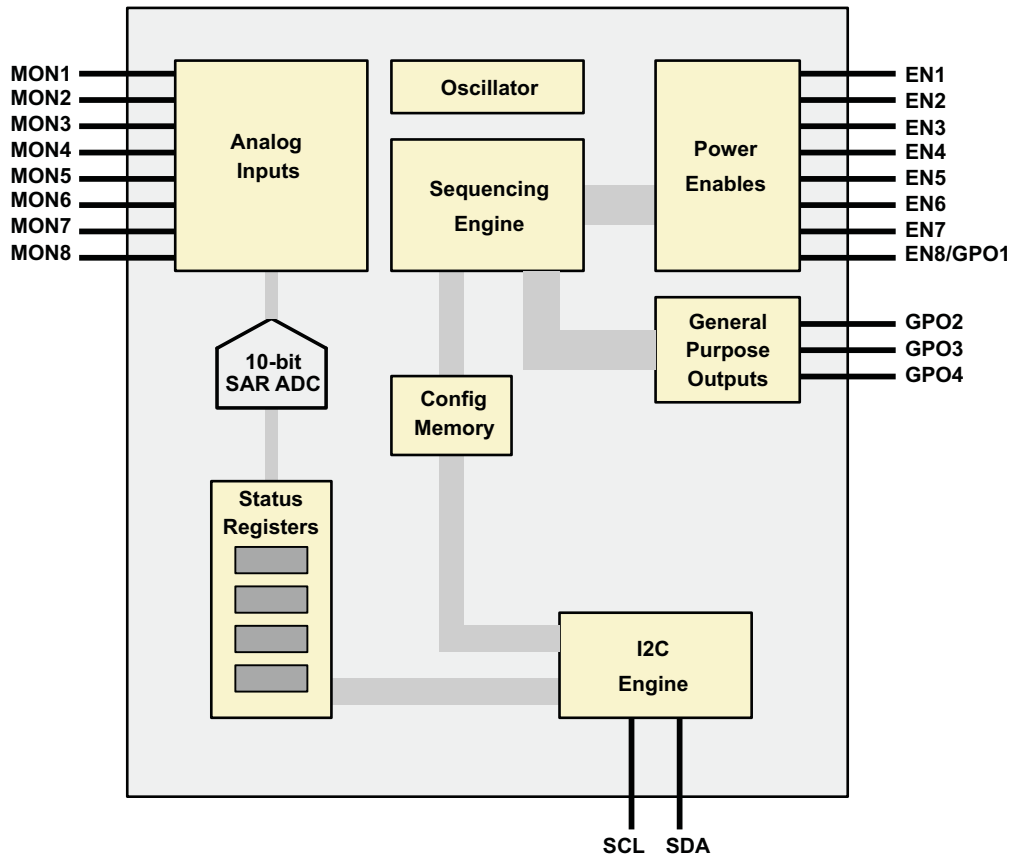 MON1
MON2
MON3
MON4
MON5
MON6
MON7
MON8
Analog
Inputs
Oscillator
Sequencing
Engine
Power
Enables
EN1
EN2
EN3
EN4
EN5
EN6
EN7
EN8/GPO1
General
Purpose
Outputs
GPO2
GPO3
GPO4
10-bit
SAR ADC
Config
Memory
Status
Registers
I2C
Engine
SCL SDA